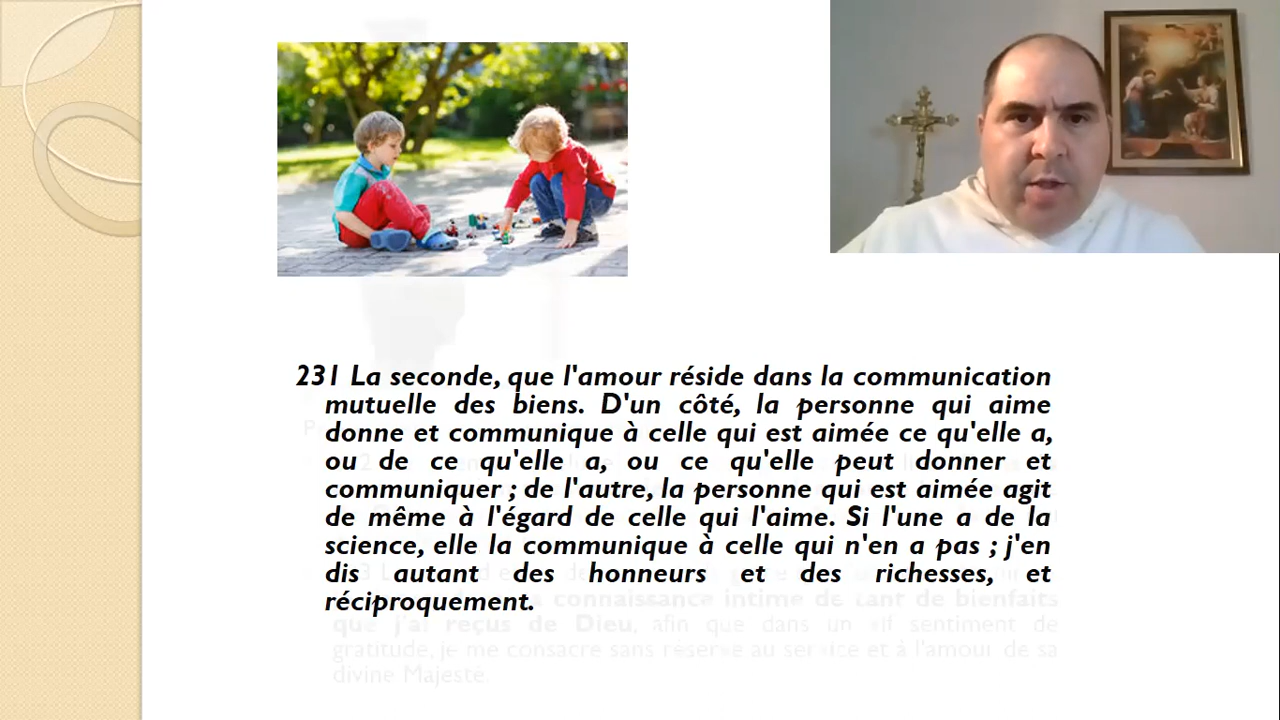 231 La seconde, que l'amour réside dans la communication
mutuelle des biens. D'un côté, la personne qui aime
donne et communique à celle qui est aimée ce qu'elle a,
ou de ce qu'elle a, ou ce qu'elle peut donner et
communiquer ; de l'autre, la personne qui est aimée agit
de même à l'égard de celle qui l'aime. Si l'une a de la
science, elle la communique à celle qui n'en a pas ; j'en
dis autant des honneurs et des richesses, et
réciproquement.
connaissance intime de tant de bienfaits
que j'ai reçus de Dieu, afin que dans un vif sentiment de
gratitude, je me consacre sans réserve au service et à l'amour de sa
divine Majesté